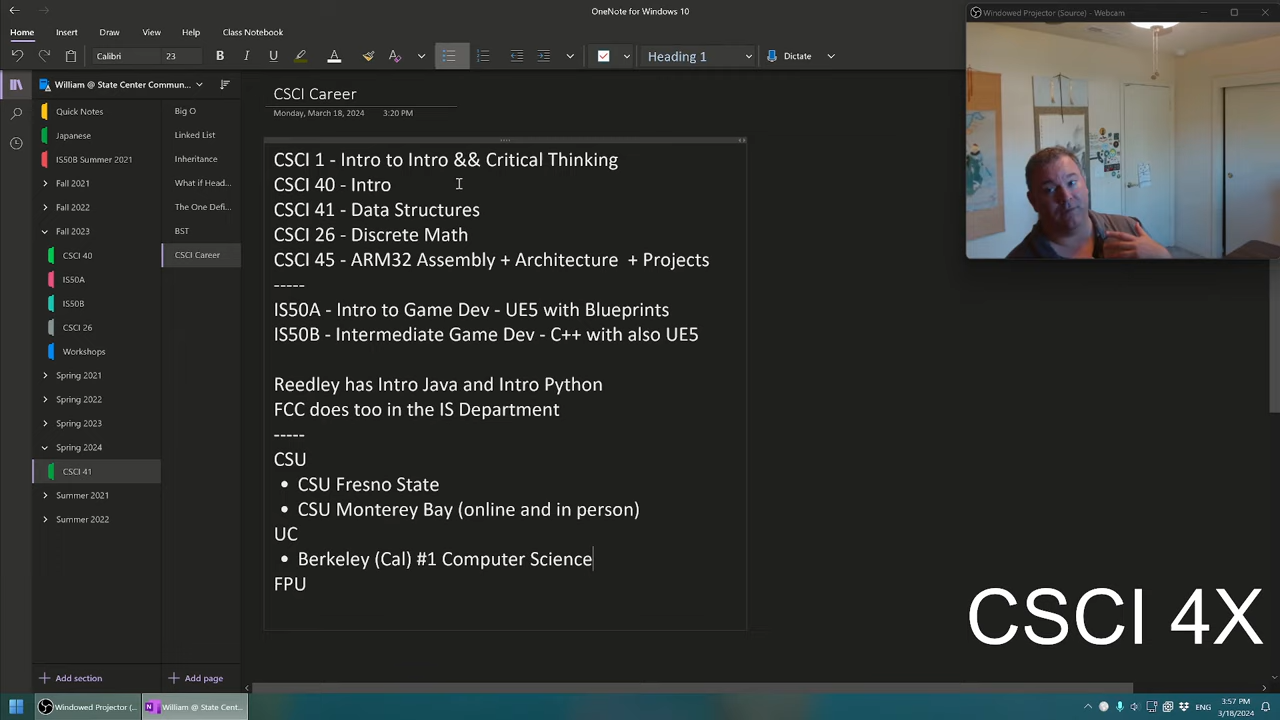 OneNote for Windows 10
Windowed Projector (Source) - Webcam
Home
Insert
Draw
View
Help
Class Notebook
Calibri
23
B
I
U
A
Heading 1
Dictate
William @ State Center Commun...
Quick Notes
Japanese
IS50B Summer 2021
Fall 2021
Fall 2022
Fall 2023
CSCI 40
IS50A
IS50B
CSCI 26
Workshops
Spring 2021
Spring 2022
Spring 2023
Spring 2024
CSCI 41
Summer 2021
Summer 2022
Add section
Big O
Linked List
Inheritance
What if Head...
The One Defi...
BST
CSCI Career
Add page
CSCI Career
Monday, March 18, 2024 3:20 PM
CSCI 1 - Intro to Intro && Critical Thinking
CSCI 40 - Intro
CSCI 41 - Data Structures
CSCI 26 - Discrete Math
CSCI 45 - ARM32 Assembly + Architecture + Projects
-----
IS50A - Intro to Game Dev - UE5 with Blueprints
IS50B - Intermediate Game Dev - C++ with also UE5
Reedley has Intro Java and Intro Python
FCC does too in the IS Department
-----
CSU
• CSU Fresno State
• CSU Monterey Bay (online and in person)
UC
• Berkeley (Cal) #1 Computer Science
FPU
CSCI 4X
Windowed Projector (...
William @ State Cent...
ENG
3:57 PM
3/18/2024